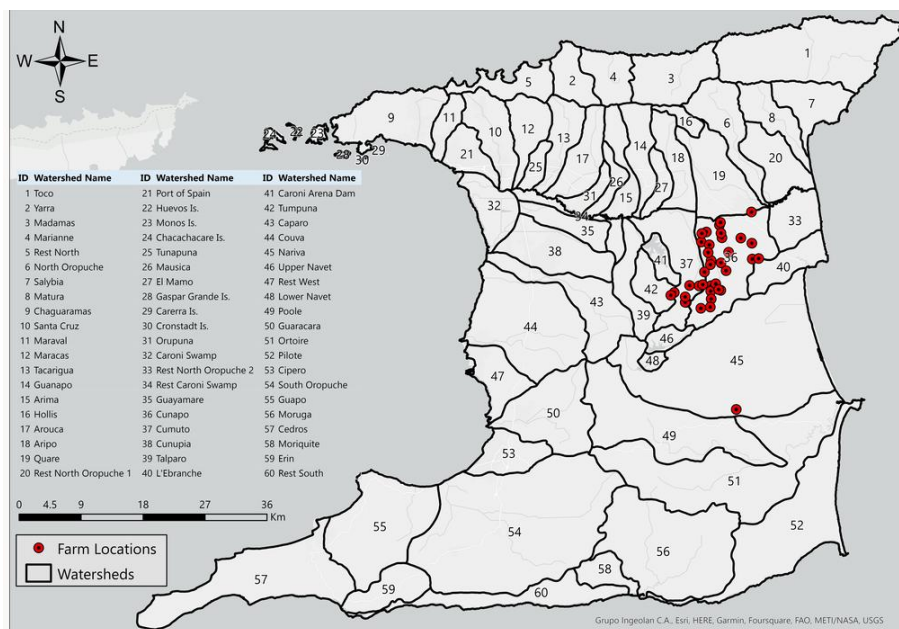 N
W E
S
1
5
2
4
3
7
9
11
10
12
13
14
16
6
8
24
22
23
28
30
29
21
25
17
26
18
19
20
31
15
27
32
34
35
33
38
41
37
36
40
42
43
39
44
46
48
45
47
50
49
53
51
52
55
54
56
57
58
59
60
ID Watershed Name ID Watershed Name ID Watershed Name
1 Toco 21 Port of Spain 41 Caroni Arena Dam
2 Yarra 22 Huevos Is. 42 Tumpuna
3 Madamas 23 Monos Is. 43 Caparo
4 Marianne 24 Chacachacare Is. 44 Couva
5 Rest North 25 Tunapuna 45 Nariva
6 North Oropuche 26 Mausica 46 Upper Navet
7 Salybia 27 El Mamo 47 Rest West
8 Matura 28 Gaspar Grande Is. 48 Lower Navet
9 Chaguaramas 29 Carerra Is. 49 Poole
10 Santa Cruz 30 Cronstadt Is. 50 Guaracara
11 Maraval 31 Orupuna 51 Ortoire
12 Maracas 32 Caroni Swamp 52 Pilote
13 Tacarigua 33 Rest North Oropuche 2 53 Cipero
14 Guanapo 34 Rest Caroni Swamp 54 South Oropuche
15 Arima 35 Guayamare 55 Guapo
16 Hollis 36 Cunapo 56 Moruga
17 Arouca 37 Cumuto 57 Cedros
18 Aripo 38 Cunupia 58 Moriquite
19 Quare 39 Talparo 59 Erin
20 Rest North Oropuche 1 40 L'Ebranche 60 Rest South
0 4.5 9 18 27 36
Km
Farm Locations
Watersheds
Grupo Ingeolan C.A., Esri, HERE, Garmin, Foursquare, FAO, METI/NASA, USGS